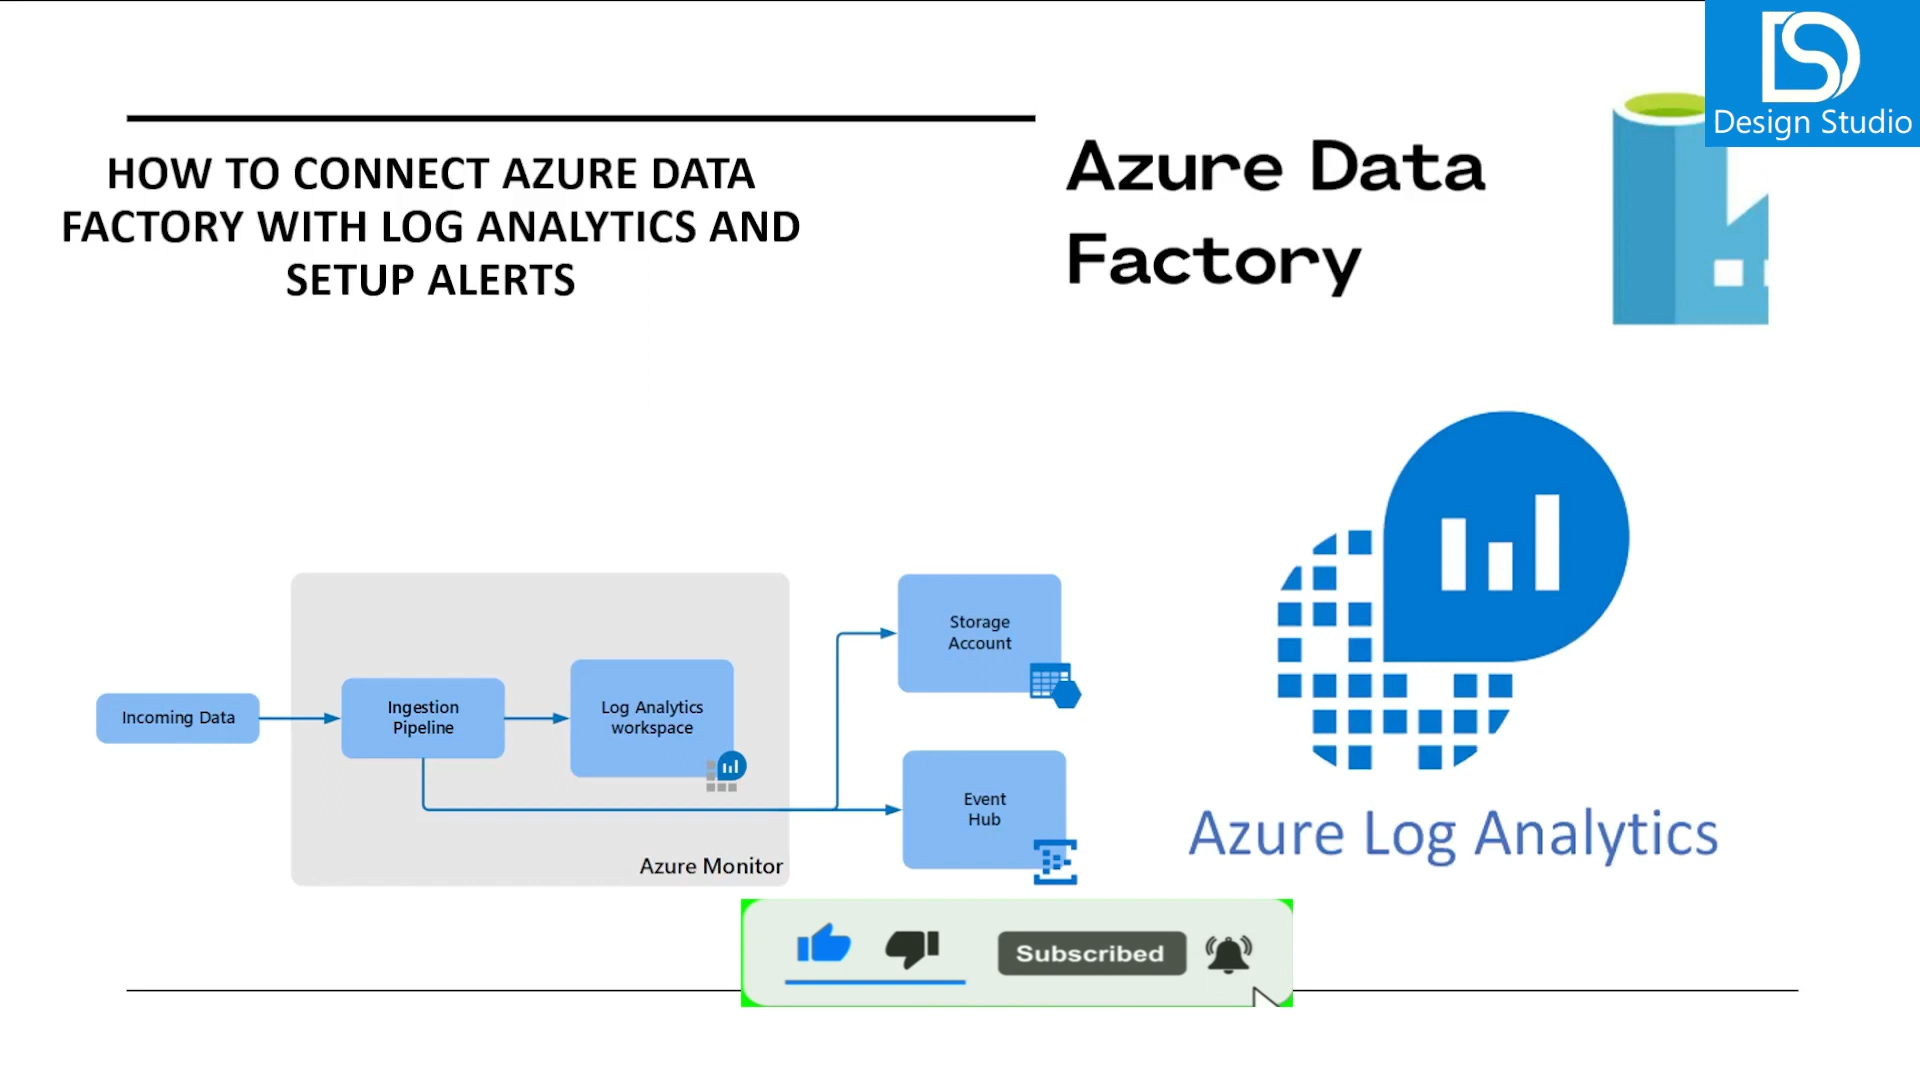 Design Studio
HOW TO CONNECT AZURE DATA
FACTORY WITH LOG ANALYTICS AND
SETUP ALERTS
Azure Data
Factory
Storage
Account
Incoming Data
Ingestion
Pipeline
Log Analytics
workspace
Event
Hub
Azure Monitor
Azure Log Analytics
Subscribed